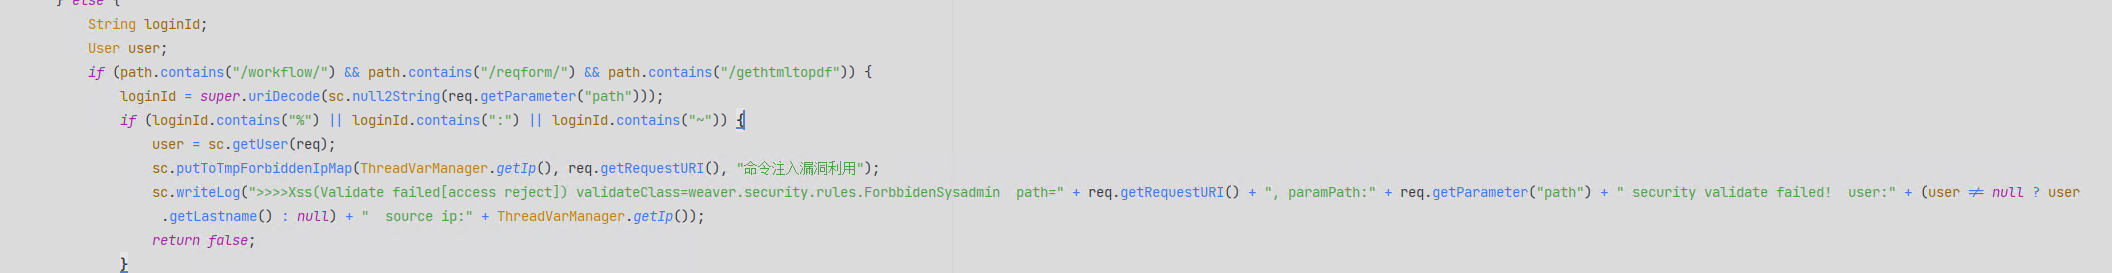 } else {
String loginId;
User user;
if (path.contains("/workflow/") && path.contains("/reqform/") && path.contains("/gethtmltopdf")) {
loginId = super.uriDecode(sc.null2String(req.getParameter("path")));
if (loginId.contains("%") || loginId.contains(":") || loginId.contains("~")) {
user = sc.getUser(req);
sc.putToTmpForbiddenIpMap(ThreadVarManager.getIp(), req.getRequestURI(), "命令注入漏洞利用");
sc.writeLog(">>>>Xss(Validate failed[access reject]) validateClass=weaver.security.rules.ForbbidenSysadmin  path=" + req.getRequestURI() + ", paramPath:" + req.getParameter("path") + " security validate failed!  user:" + (user ≠ null ? user
.getLastname() : null) + "  source ip:" + ThreadVarManager.getIp());
return false;
}